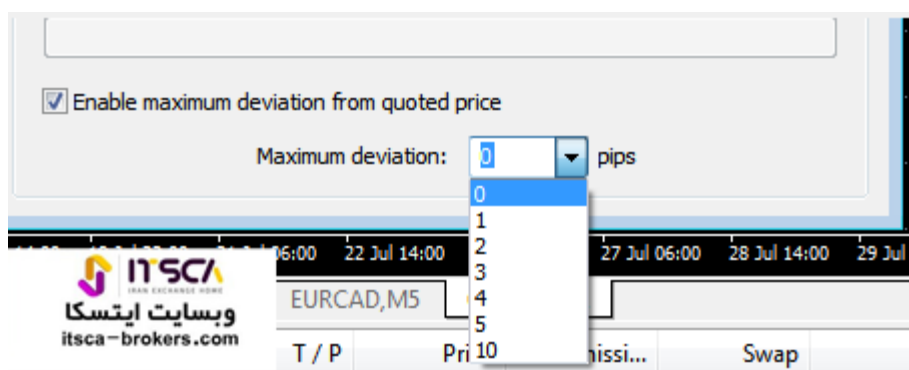 Enable maximum deviation from quoted price
Maximum deviation: 0 pips
0
1
2
3
4
5
10
06:00 22 Jul 14:00 27 Jul 06:00 28 Jul 14:00 29 Jul
ITSCA
IRAN EXCHANGE HOME
وبسایت ایتسکا
itsca-brokers.com
EURCAD,M5
T / P Pri issi... Swap